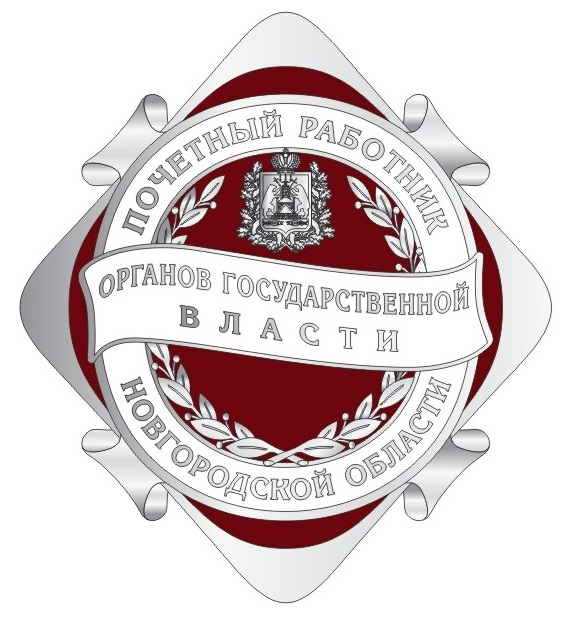 ПОЧЕТНЫЙ РАБОТНИК
ОРГАНОВ ГОСУДАРСТВЕННОЙ
ВЛАСТИ
НОВГОРОДСКОЙ ОБЛАСТИ